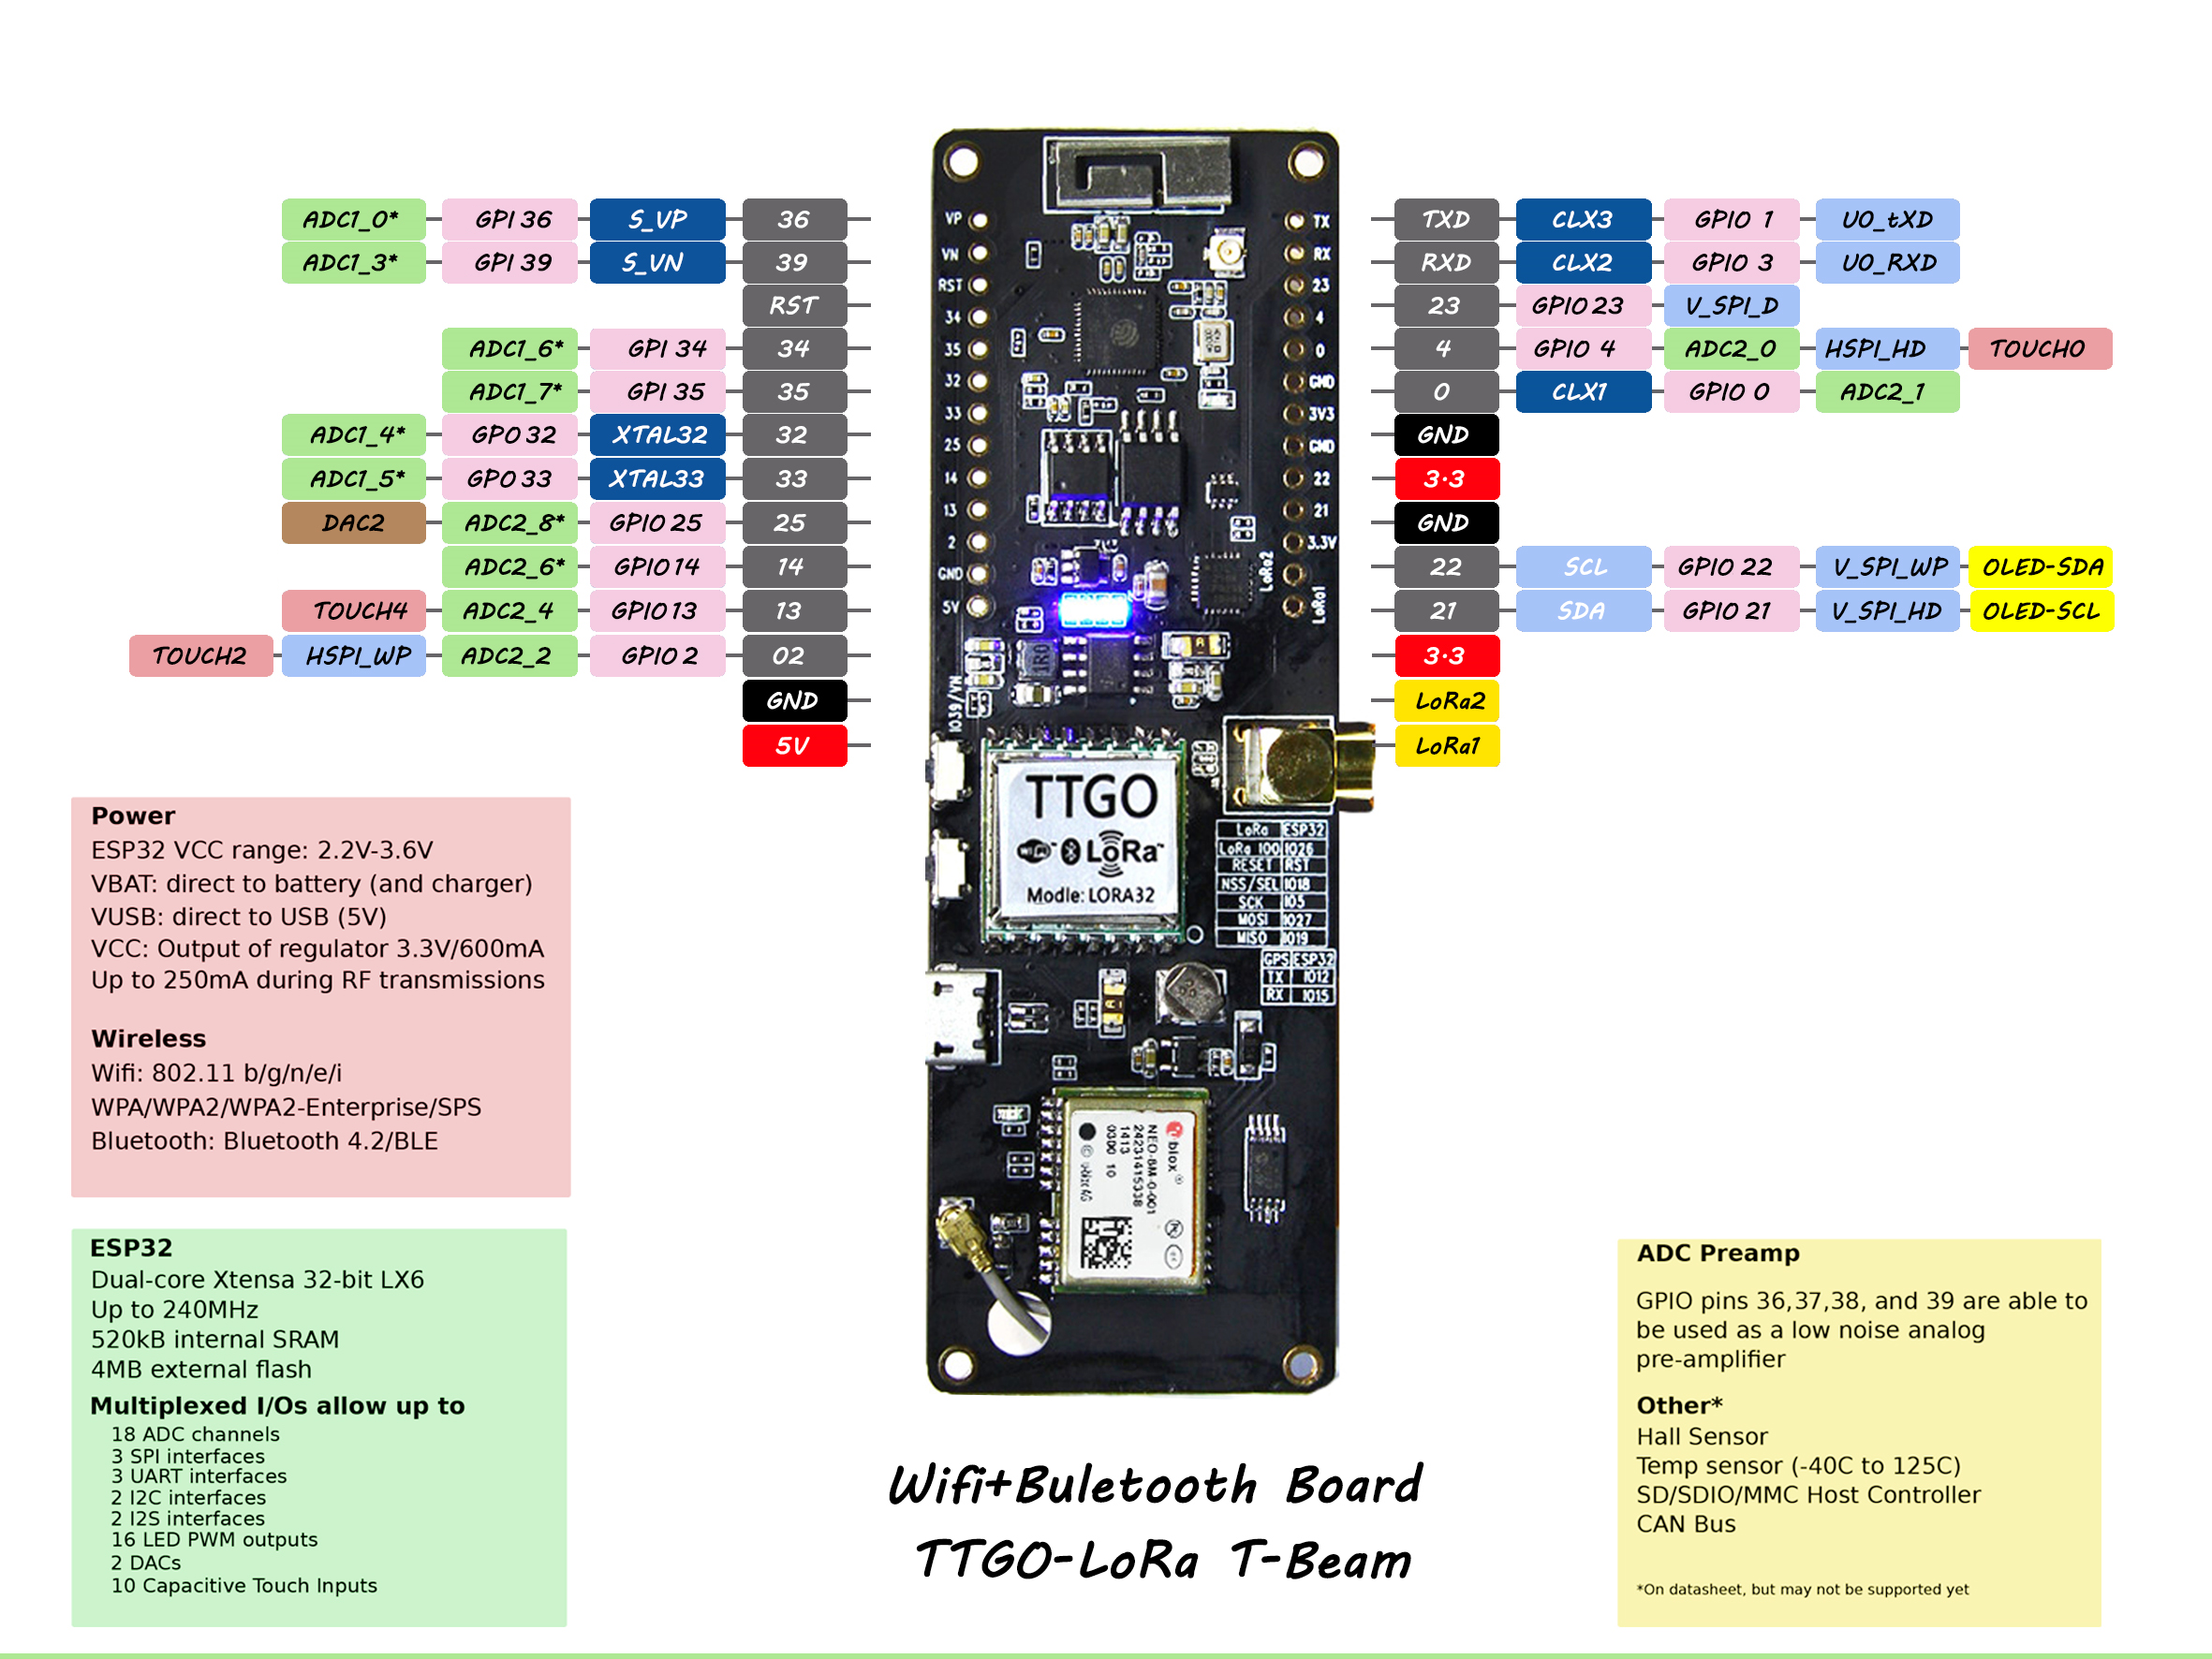 ADC1_0* GPI 36 S_VP 36
ADC1_3* GPI 39 S_VN 39
RST
ADC1_6* GPI 34 34
ADC1_7* GPI 35 35
ADC1_4* GPO 32 XTAL32 32
ADC1_5* GPO 33 XTAL33 33
DAC2 ADC2_8* GPIO 25 25
ADC2_6* GPIO 14 14
TOUCH4 ADC2_4 GPIO 13 13
TOUCH2 HSPI_WP ADC2_2 GPIO 2 02
GND
5V
VP
VN
RST
34
35
32
33
25
14
13
2
GND
5V
IO39/VN
TX
RX
23
4
0
GND
3V3
GND
22
21
3.3V
LoRa2
LoRa1
1R0
TXD CLX3 GPIO 1 UO_tXD
RXD CLX2 GPIO 3 UO_RXD
23 GPIO 23 V_SPI_D
4 GPIO 4 ADC2_0 HSPI_HD TOUCH0
0 CLX1 GPIO 0 ADC2_1
GND
3.3
GND
22 SCL GPIO 22 V_SPI_WP OLED-SDA
21 SDA GPIO 21 V_SPI_HD OLED-SCL
3.3
LoRa2
LoRa1
TTGO
WiFi LoRa™
Modle: LORA32
LoRa ESP32
LoRa IO0 IO26
RESET RST
NSS/SEL IO18
SCK IO5
MOSI IO27
MISO IO19
GPS ESP32
TX IO12
RX IO15
blox®
NEO-6M-0-001
24231415338
1413
0300 10
Power
ESP32 VCC range: 2.2V-3.6V
VBAT: direct to battery (and charger)
VUSB: direct to USB (5V)
VCC: Output of regulator 3.3V/600mA
Up to 250mA during RF transmissions
Wireless
Wifi: 802.11 b/g/n/e/i
WPA/WPA2/WPA2-Enterprise/SPS
Bluetooth: Bluetooth 4.2/BLE
ESP32
Dual-core Xtensa 32-bit LX6
Up to 240MHz
520kB internal SRAM
4MB external flash
Multiplexed I/Os allow up to
18 ADC channels
3 SPI interfaces
3 UART interfaces
2 I2C interfaces
2 I2S interfaces
16 LED PWM outputs
2 DACs
10 Capacitive Touch Inputs
Wifi+Buletooth Board
TTGO-LoRa T-Beam
ADC Preamp
GPIO pins 36,37,38, and 39 are able to
be used as a low noise analog
pre-amplifier
Other*
Hall Sensor
Temp sensor (-40C to 125C)
SD/SDIO/MMC Host Controller
CAN Bus
*On datasheet, but may not be supported yet